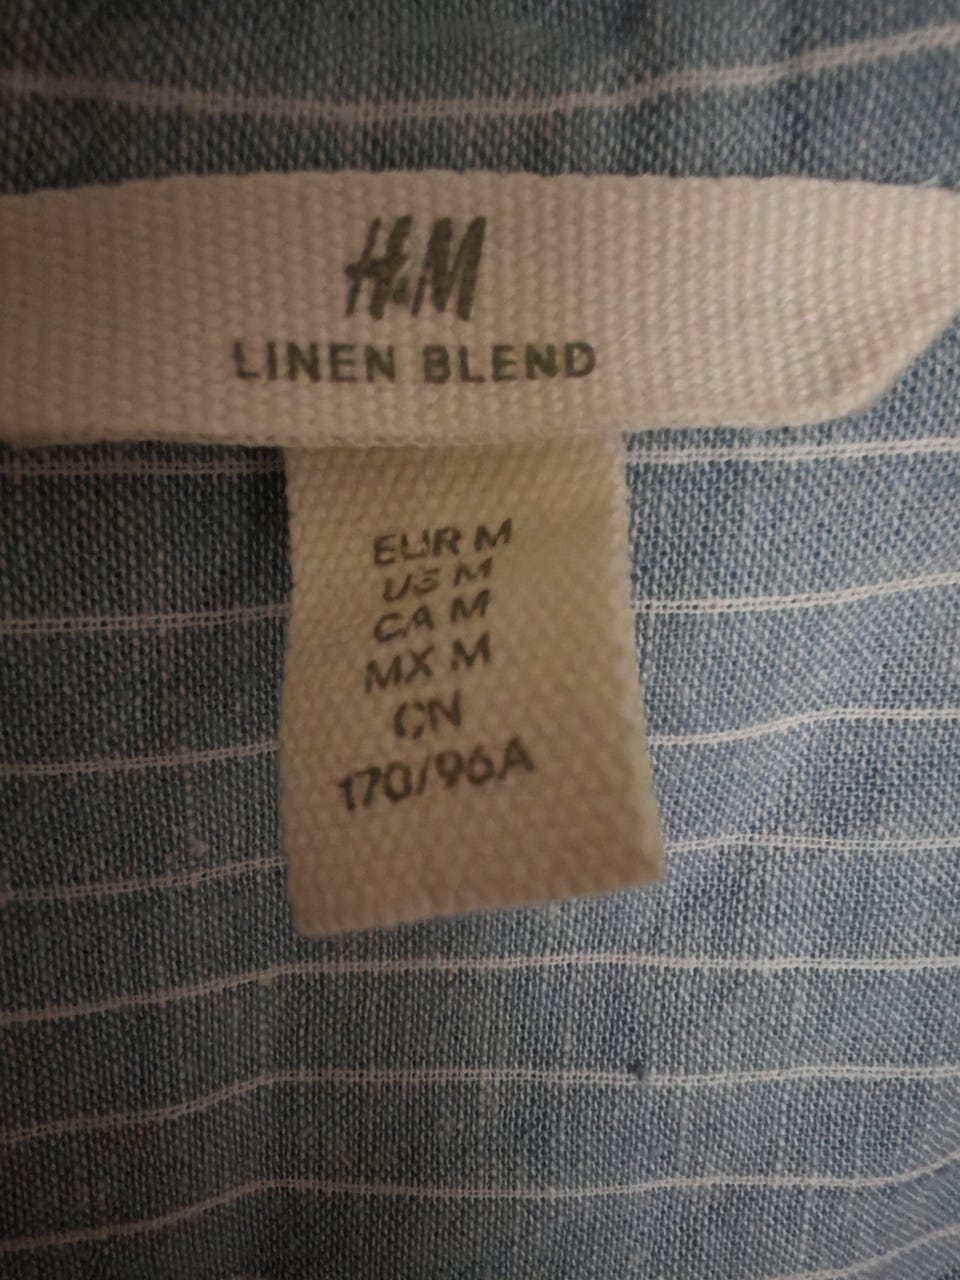 H&M
LINEN BLEND
EUR M
US M
CA M
MX M
CN
170/96A